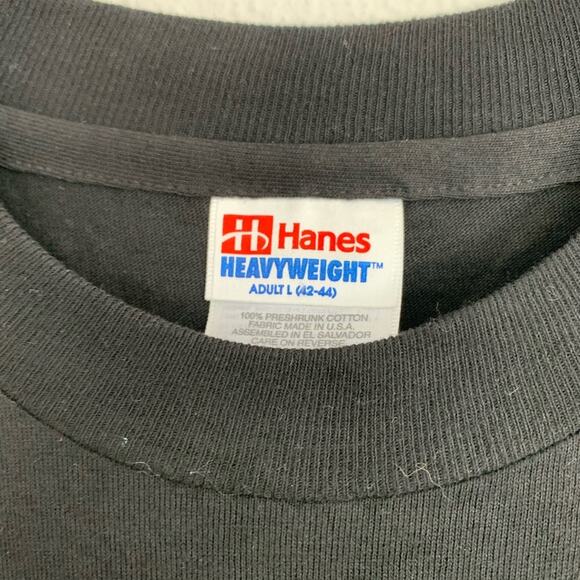 Hanes
HEAVYWEIGHT™
ADULT L (42-44)
100% PRESHRUNK COTTON
FABRIC MADE IN U.S.A.
ASSEMBLED IN EL SALVADOR
CARE ON REVERSE